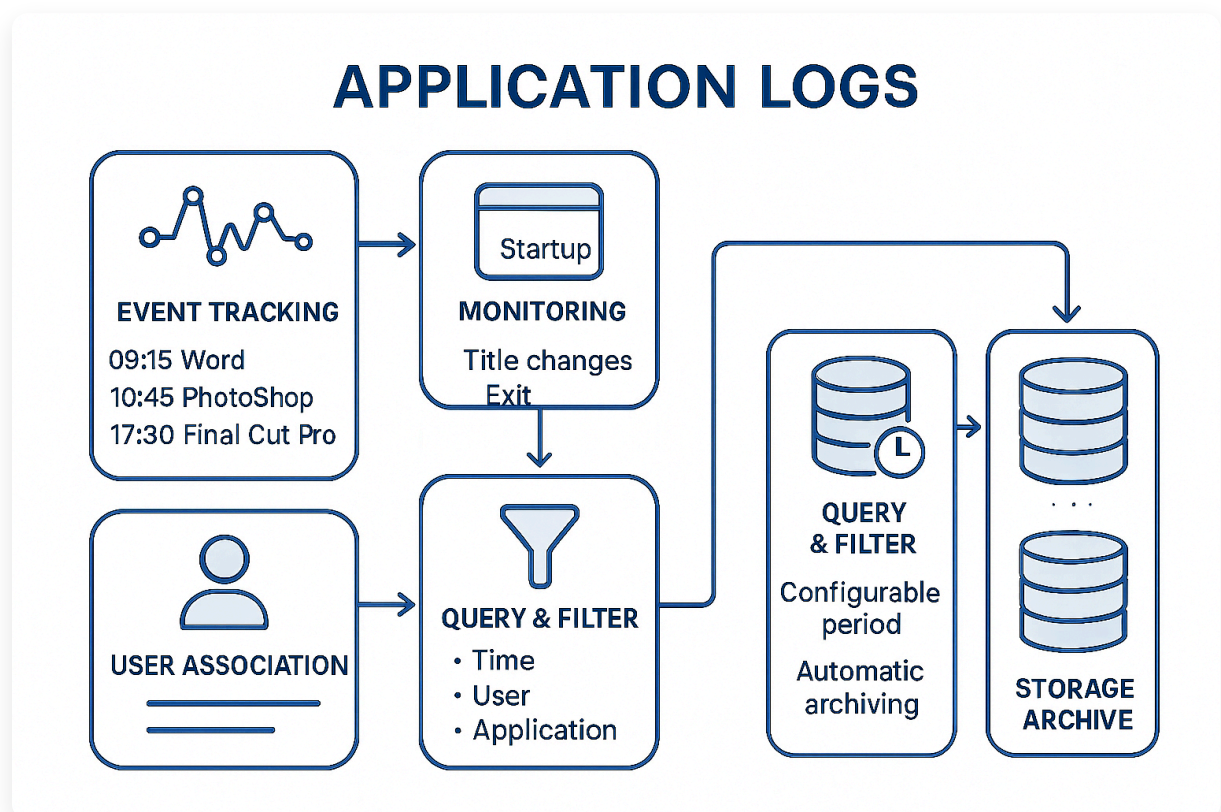 APPLICATION LOGS
EVENT TRACKING
09:15 Word
10:45 PhotoShop
17:30 Final Cut Pro
Startup
MONITORING
Title changes
Exit
USER ASSOCIATION
QUERY & FILTER
• Time
• User
• Application
QUERY
& FILTER
Configurable
period
Automatic
archiving
. . .
STORAGE
ARCHIVE